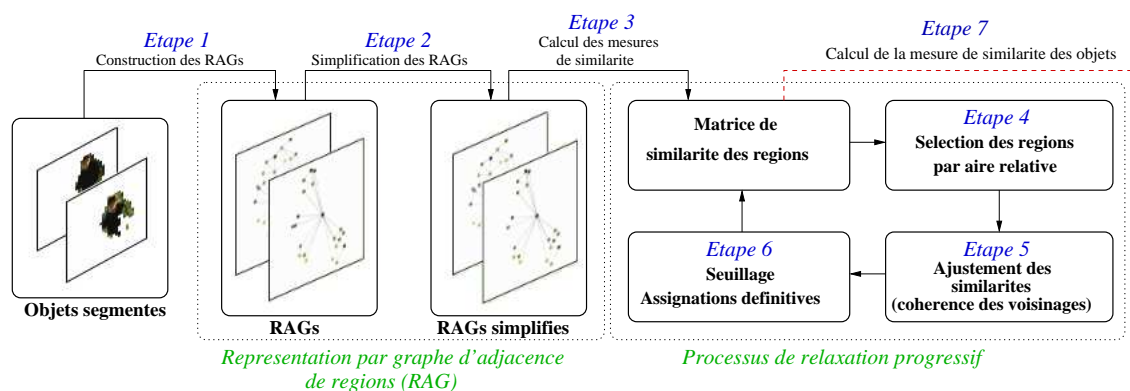 Etape 1
Construction des RAGs
Etape 2
Simplification des RAGs
Etape 3
Calcul des mesures
de similarite
Etape 7
Calcul de la mesure de similarite des objets
Objets segmentes
RAGs
RAGs simplifies
Matrice de
similarite des regions
Etape 4
Selection des regions
par aire relative
Etape 6
Seuillage
Assignations definitives
Etape 5
Ajustement des
similarites
(coherence des voisinages)
Representation par graphe d'adjacence
de regions (RAG)
Processus de relaxation progressif